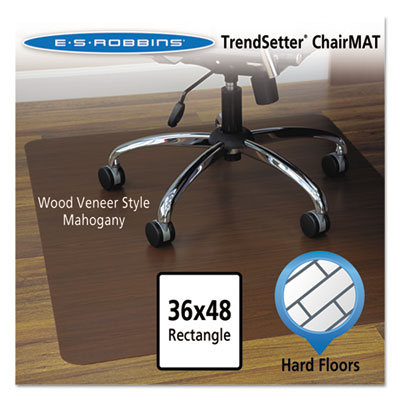 E·S·ROBBINS®
TrendSetter® ChairMAT
Wood Veneer Style
Mahogany
36x48
Rectangle
Hard Floors